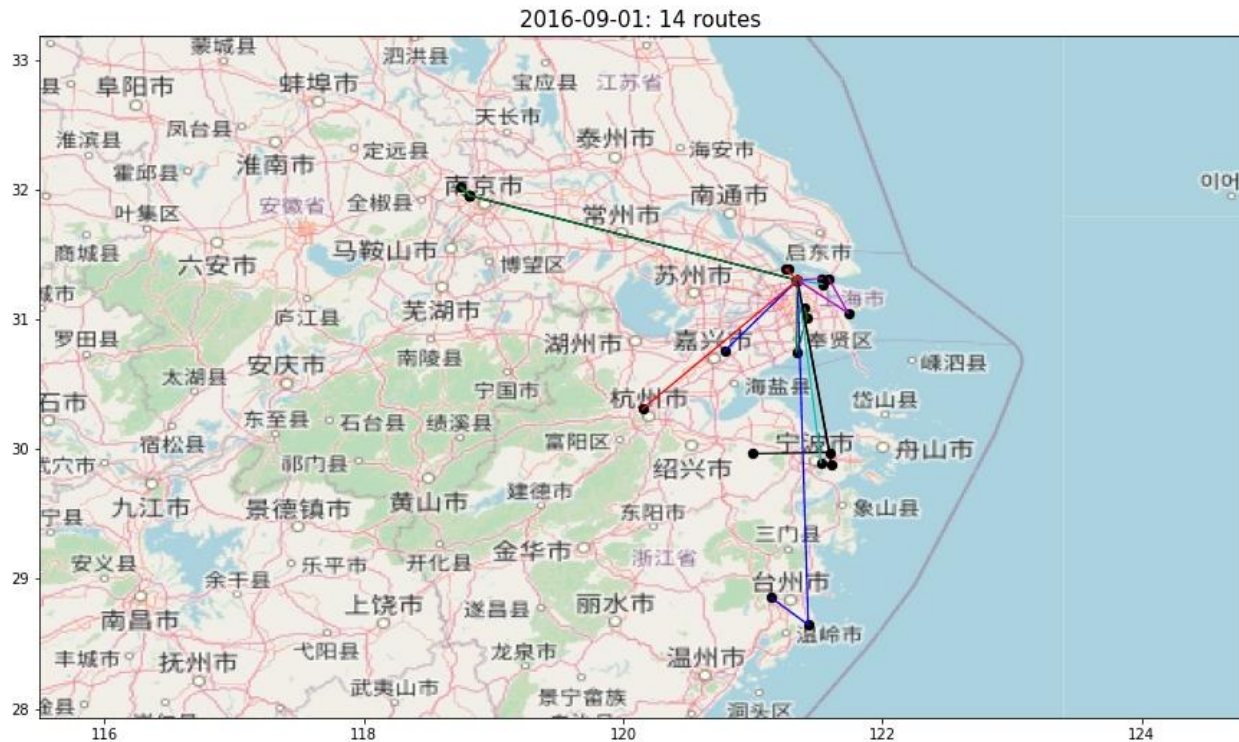 2016-09-01: 14 routes
33
蒙城县
泗洪县
阜阳市
蚌埠市
宝应县
江苏省
天长市
凤台县
淮滨县
泰州市
定远县
海安市
淮南市
霍邱县
32
南京市
南通市
叶集区
全椒县
安徽省
常州市
马鞍山市
启东市
商城县
六安市
博望区
苏州市
海市
31
庐江县
芜湖市
罗田县
湖州市
嘉兴市
奉贤区
安庆市
南陵县
嵊泗县
太湖县
宁国市
海盐县
石市
杭州市
岱山县
东至县
石台县
绩溪县
宿松县
富阳区
宁波市
舟山市
30
武穴市
祁门县
绍兴市
黄山市
九江市
景德镇市
建德市
象山县
宁县
东阳市
三门县
安义县
乐平市
开化县
金华市
浙江省
29
余干县
台州市
上饶市
遂昌县
丽水市
南昌市
温岭市
丰城市
抚州市
弋阳县
龙泉市
温州市
武夷山市
景宁畲族
28
洞头区
116
118
120
122
124